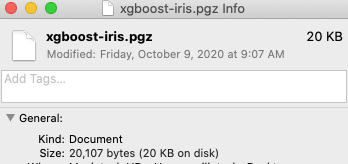 xgboost-iris.pgz Info
xgboost-iris.pgz 20 KB
Modified: Friday, October 9, 2020 at 9:07 AM
Add Tags...
General:
Kind: Document
Size: 20,107 bytes (20 KB on disk)